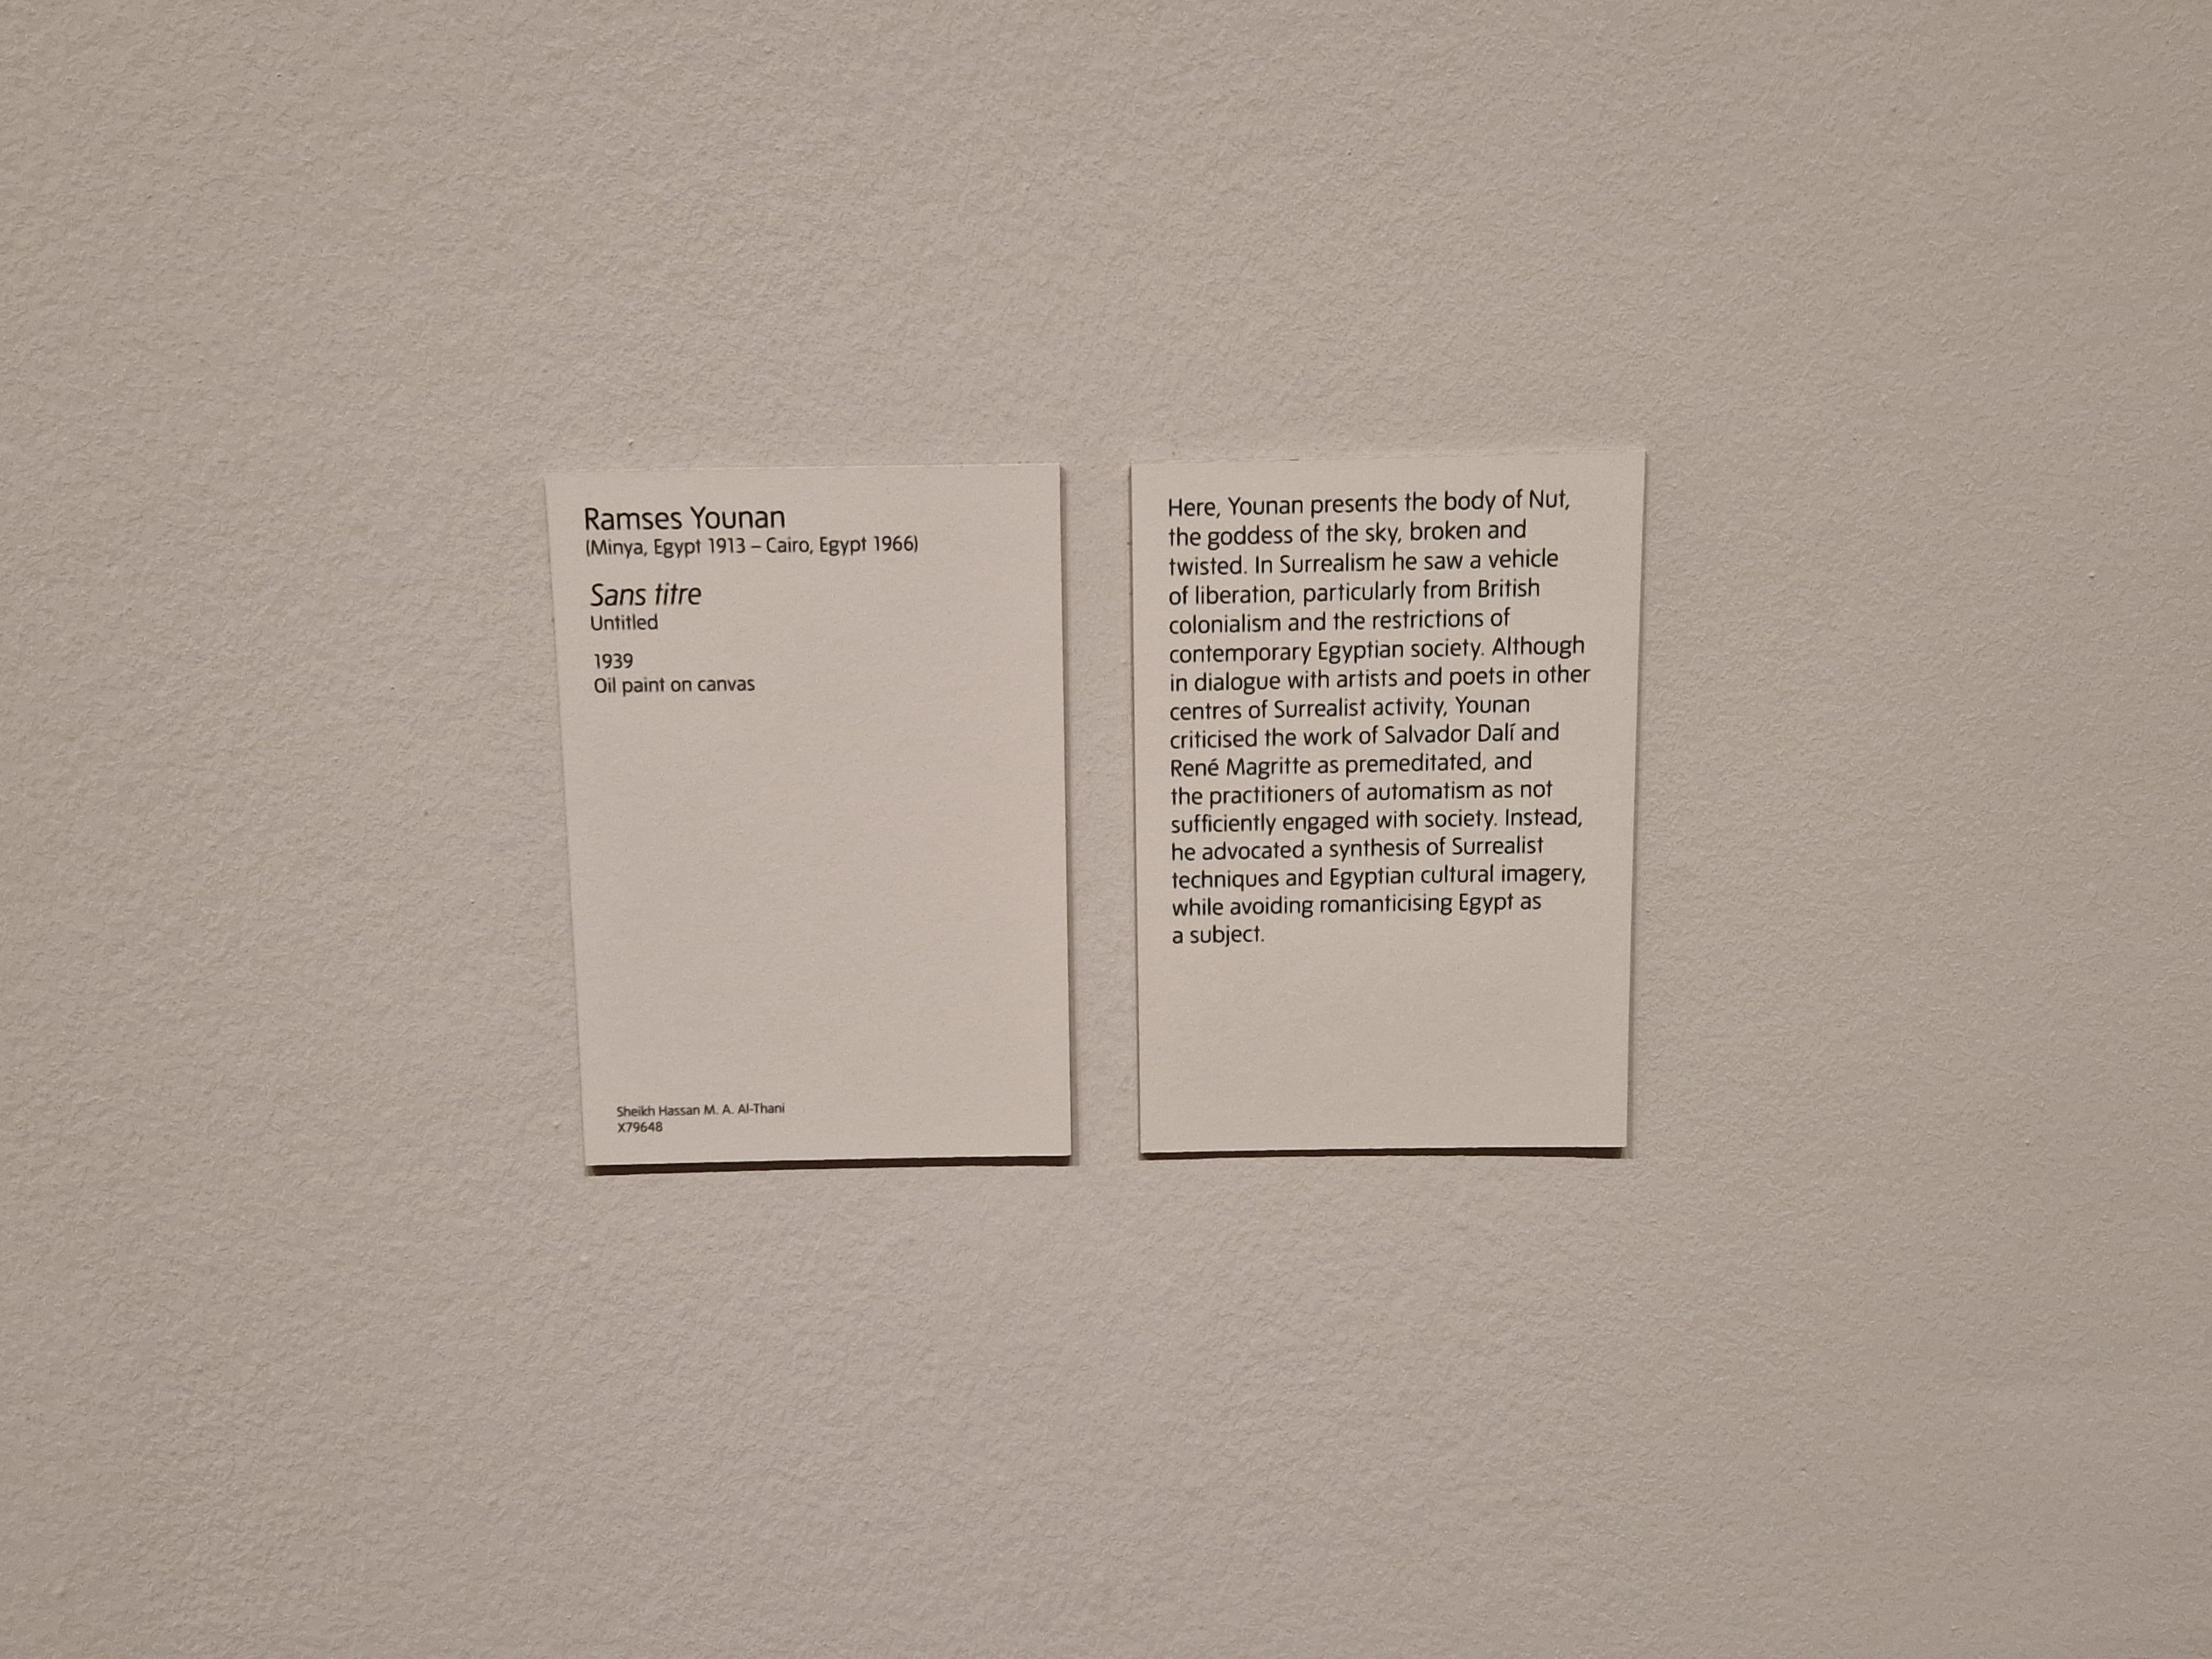 Ramses Younan
(Minya, Egypt 1913 – Cairo, Egypt 1966)
Sans titre
Untitled
1939
Oil paint on canvas
Sheikh Hassan M. A. Al-Thani
X79648
Here, Younan presents the body of Nut,
the goddess of the sky, broken and
twisted. In Surrealism he saw a vehicle
of liberation, particularly from British
colonialism and the restrictions of
contemporary Egyptian society. Although
in dialogue with artists and poets in other
centres of Surrealist activity, Younan
criticised the work of Salvador Dalí and
René Magritte as premeditated, and
the practitioners of automatism as not
sufficiently engaged with society. Instead,
he advocated a synthesis of Surrealist
techniques and Egyptian cultural imagery,
while avoiding romanticising Egypt as
a subject.